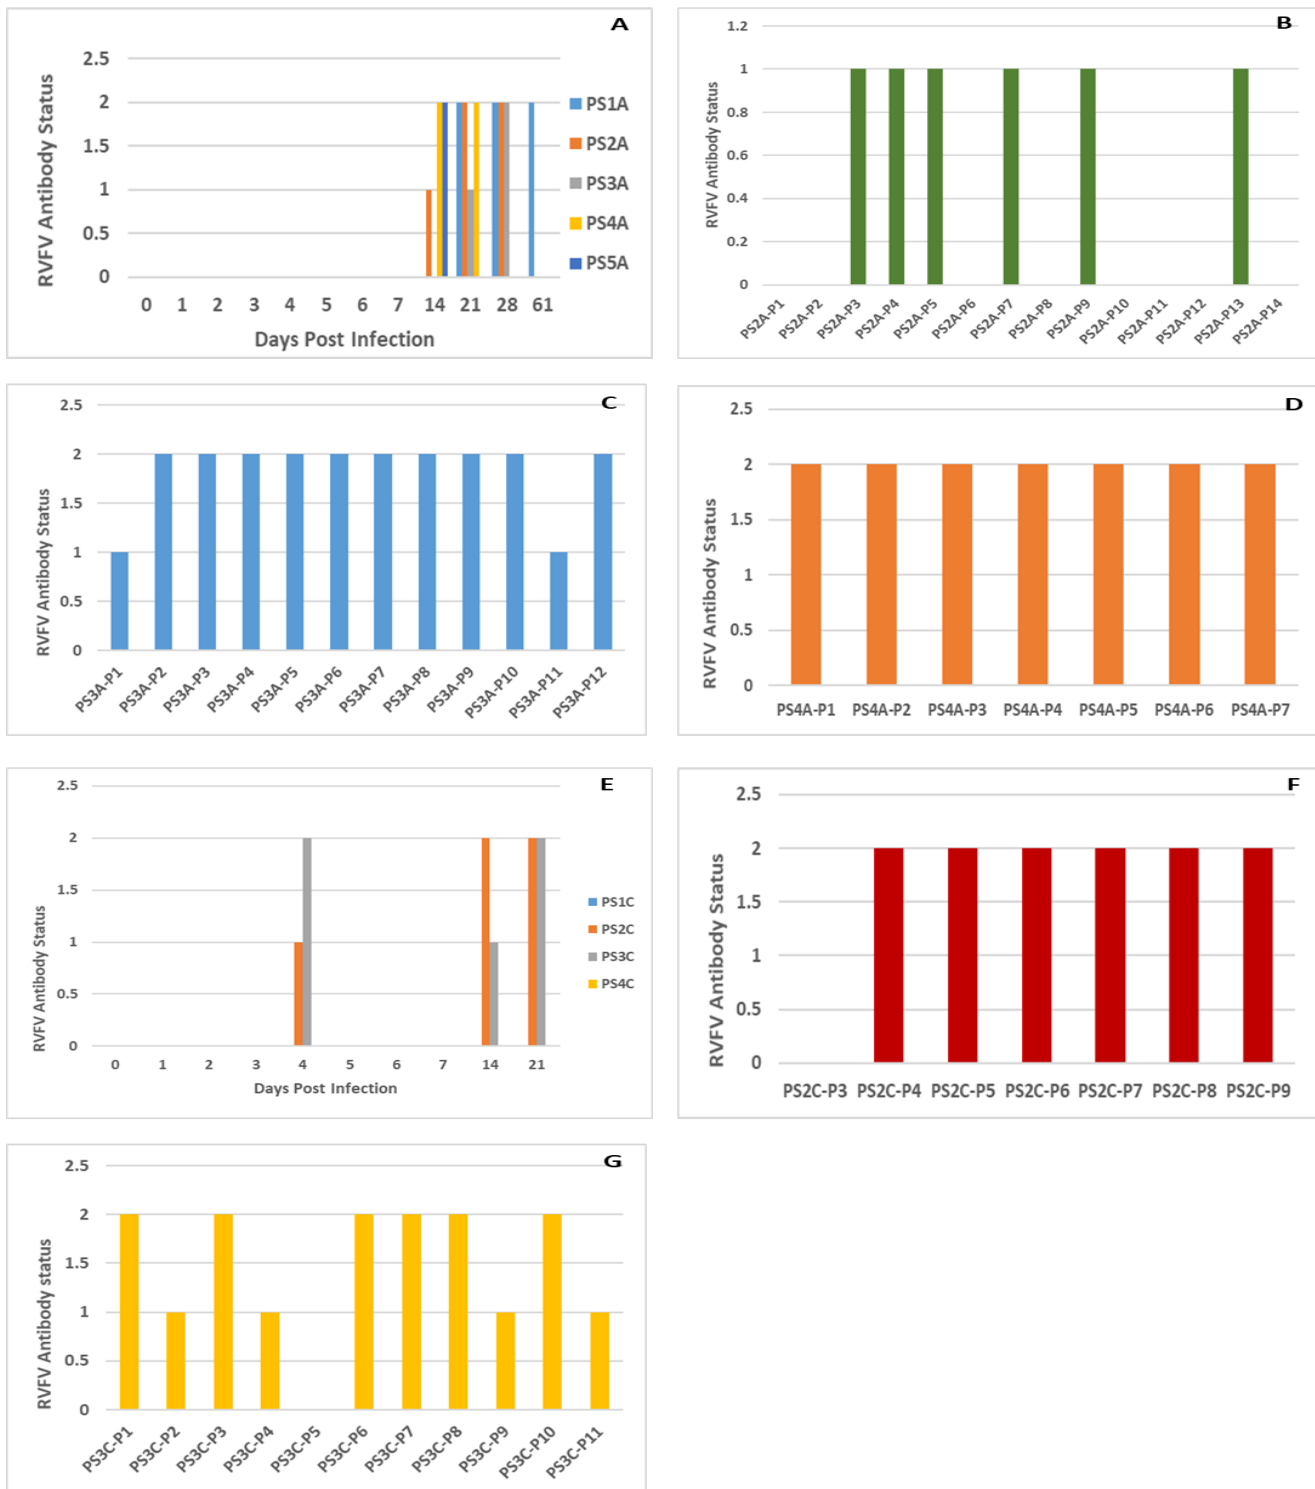 A
RVFV Antibody Status
2.5
2
1.5
1
0.5
0
0 1 2 3 4 5 6 7 14 21 28 61
Days Post Infection
PS1A
PS2A
PS3A
PS4A
PS5A
B
RVFV Antibody Status
1.2
1
0.8
0.6
0.4
0.2
0
PS2A-P1 PS2A-P2 PS2A-P3 PS2A-P4 PS2A-P5 PS2A-P6 PS2A-P7 PS2A-P8 PS2A-P9 PS2A-P10 PS2A-P11 PS2A-P12 PS2A-P13 PS2A-P14
C
RVFV Antibody Status
2.5
2
1.5
1
0.5
0
PS3A-P1 PS3A-P2 PS3A-P3 PS3A-P4 PS3A-P5 PS3A-P6 PS3A-P7 PS3A-P8 PS3A-P9 PS3A-P10 PS3A-P11 PS3A-P12
D
RVFV Antibody Status
2.5
2
1.5
1
0.5
0
PS4A-P1 PS4A-P2 PS4A-P3 PS4A-P4 PS4A-P5 PS4A-P6 PS4A-P7
E
RVFV Antibody Status
2.5
2
1.5
1
0.5
0
0 1 2 3 4 5 6 7 14 21
Days Post Infection
PS1C
PS2C
PS3C
PS4C
F
RVFV Antibody Status
2.5
2
1.5
1
0.5
0
PS2C-P3 PS2C-P4 PS2C-P5 PS2C-P6 PS2C-P7 PS2C-P8 PS2C-P9
G
RVFV Antibody status
2.5
2
1.5
1
0.5
0
PS3C-P1 PS3C-P2 PS3C-P3 PS3C-P4 PS3C-P5 PS3C-P6 PS3C-P7 PS3C-P8 PS3C-P9 PS3C-P10 PS3C-P11